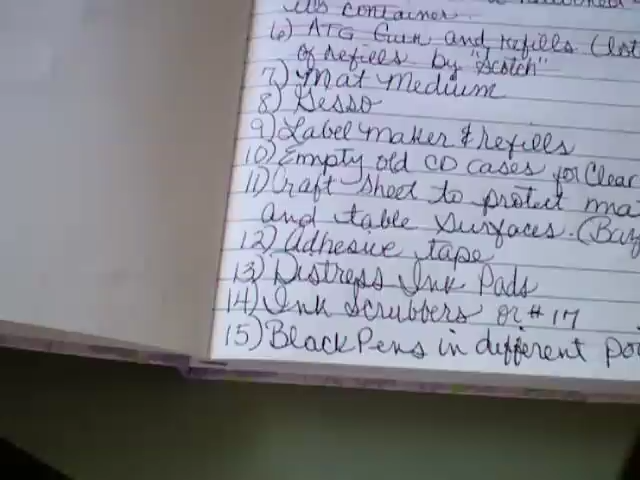 its container.
6) ATG Gun and refills (lot
of refills by "Scotch"
7) Mat Medium
8) Gesso
9) Label maker & refills
10) Empty old CD cases for Clear
11) Craft Sheet to protect ma
and table surfaces. (Bar
12) Adhesive tape
13) Distress Ink Pads
14) Ink Scrubbers or #17
15) Black Pens in different po